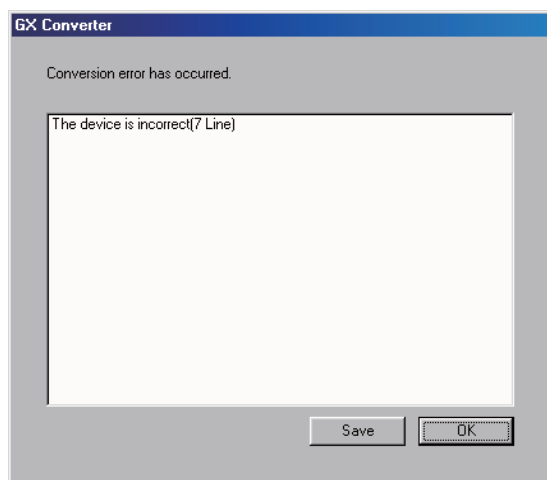 GX Converter
Conversion error has occurred.
The device is incorrect(7 Line)
Save
OK